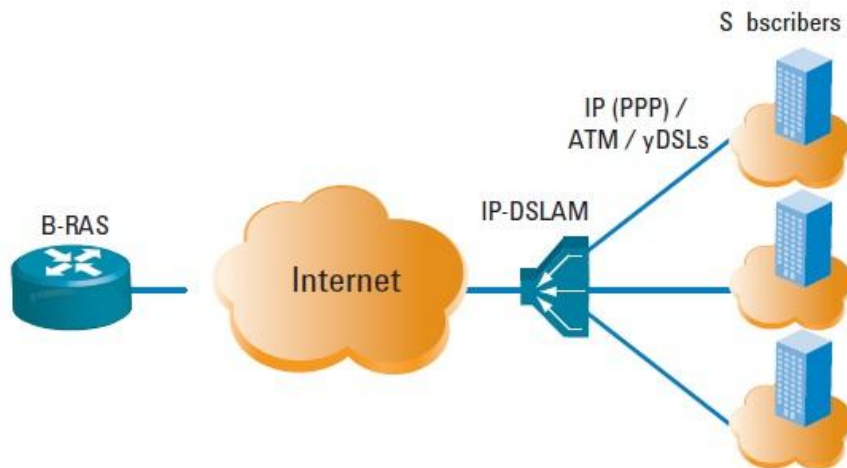 S bscribers
IP (PPP) /
ATM / yDSLs
B-RAS
IP-DSLAM
Internet